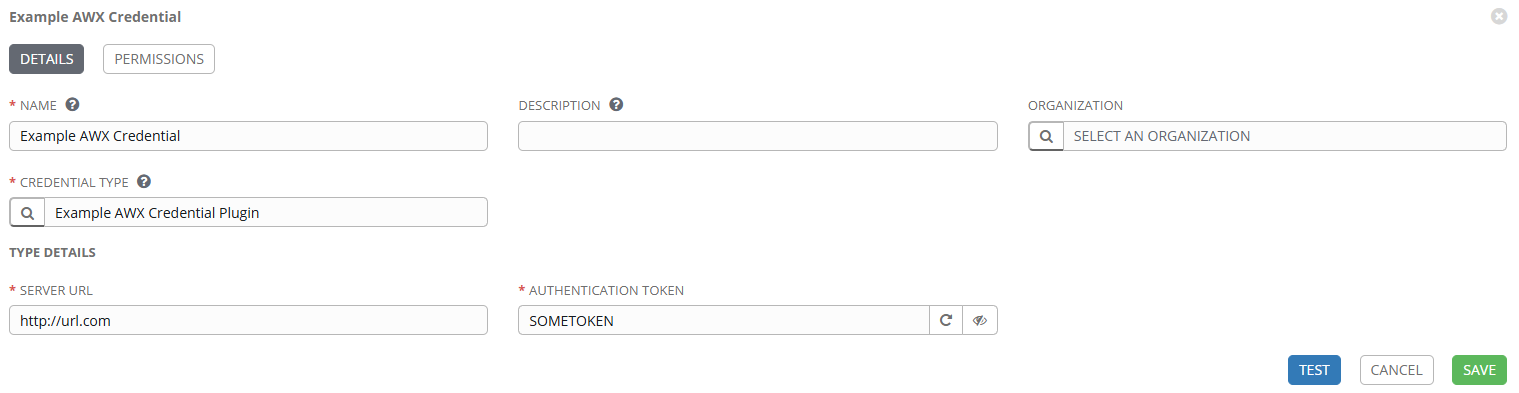 Example AWX Credential
DETAILS PERMISSIONS
* NAME ? DESCRIPTION ? ORGANIZATION
Example AWX Credential SELECT AN ORGANIZATION
* CREDENTIAL TYPE ?
Example AWX Credential Plugin
TYPE DETAILS
* SERVER URL * AUTHENTICATION TOKEN
http://url.com SOMETOKEN
TEST CANCEL SAVE